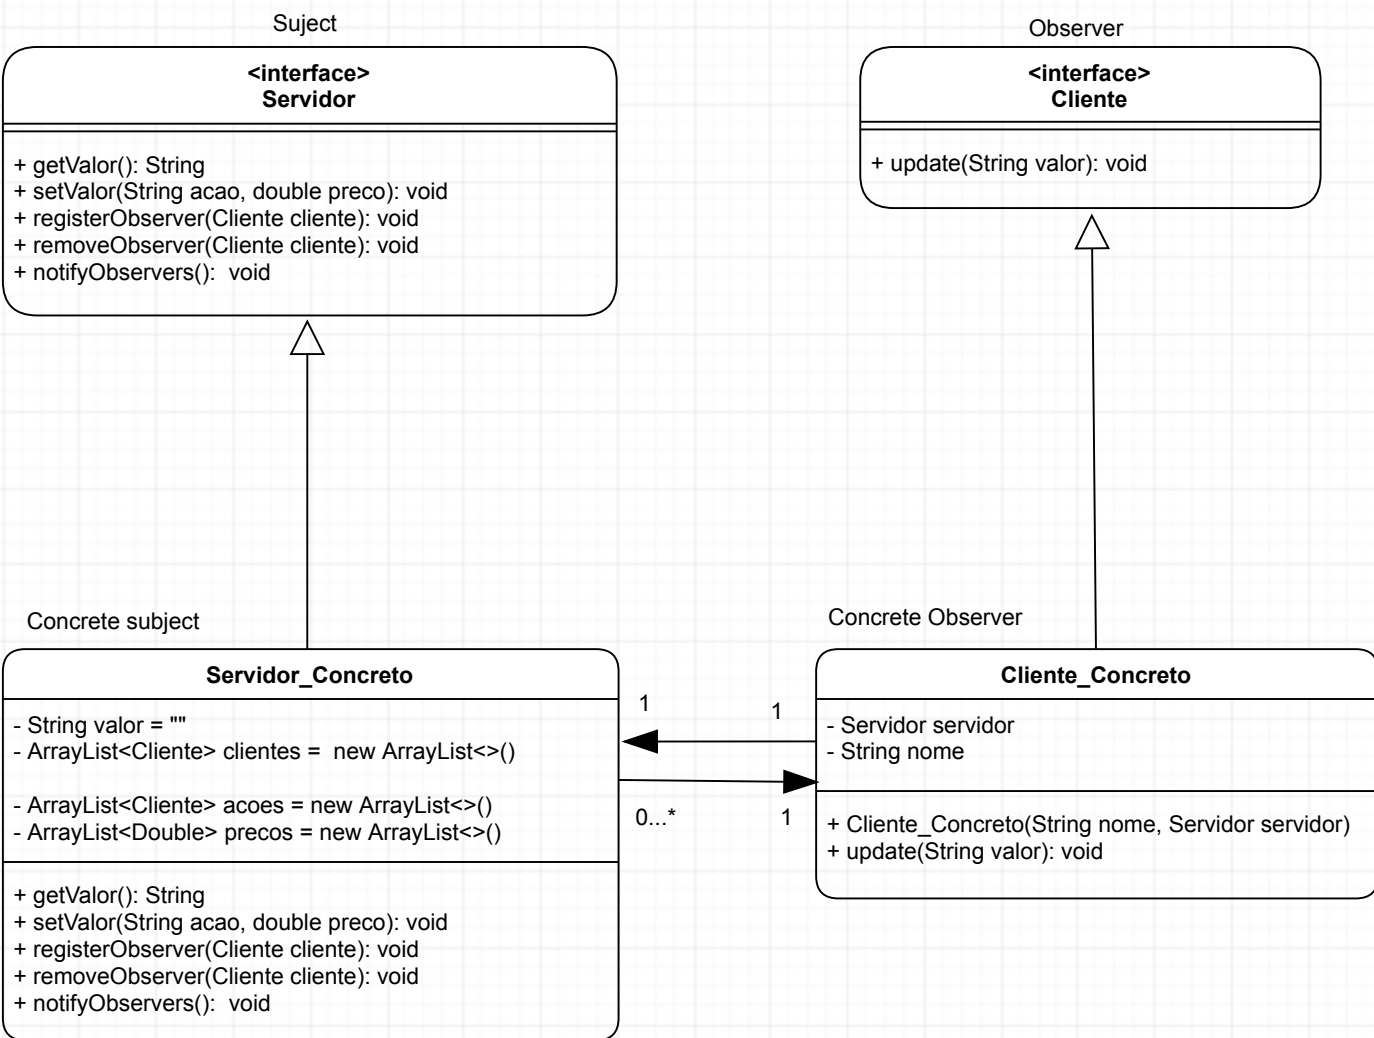 Suject
<interface>
Servidor
+ getValor(): String
+ setValor(String acao, double preco): void
+ registerObserver(Cliente cliente): void
+ removeObserver(Cliente cliente): void
+ notifyObservers():  void
Observer
<interface>
Cliente
+ update(String valor): void
Concrete subject
Servidor_Concreto
- String valor = ""
- ArrayList<Cliente> clientes =  new ArrayList<>()
- ArrayList<Cliente> acoes = new ArrayList<>()
- ArrayList<Double> precos = new ArrayList<>()
+ getValor(): String
+ setValor(String acao, double preco): void
+ registerObserver(Cliente cliente): void
+ removeObserver(Cliente cliente): void
+ notifyObservers():  void
1
1
0...*
1
Concrete Observer
Cliente_Concreto
- Servidor servidor
- String nome
+ Cliente_Concreto(String nome, Servidor servidor)
+ update(String valor): void